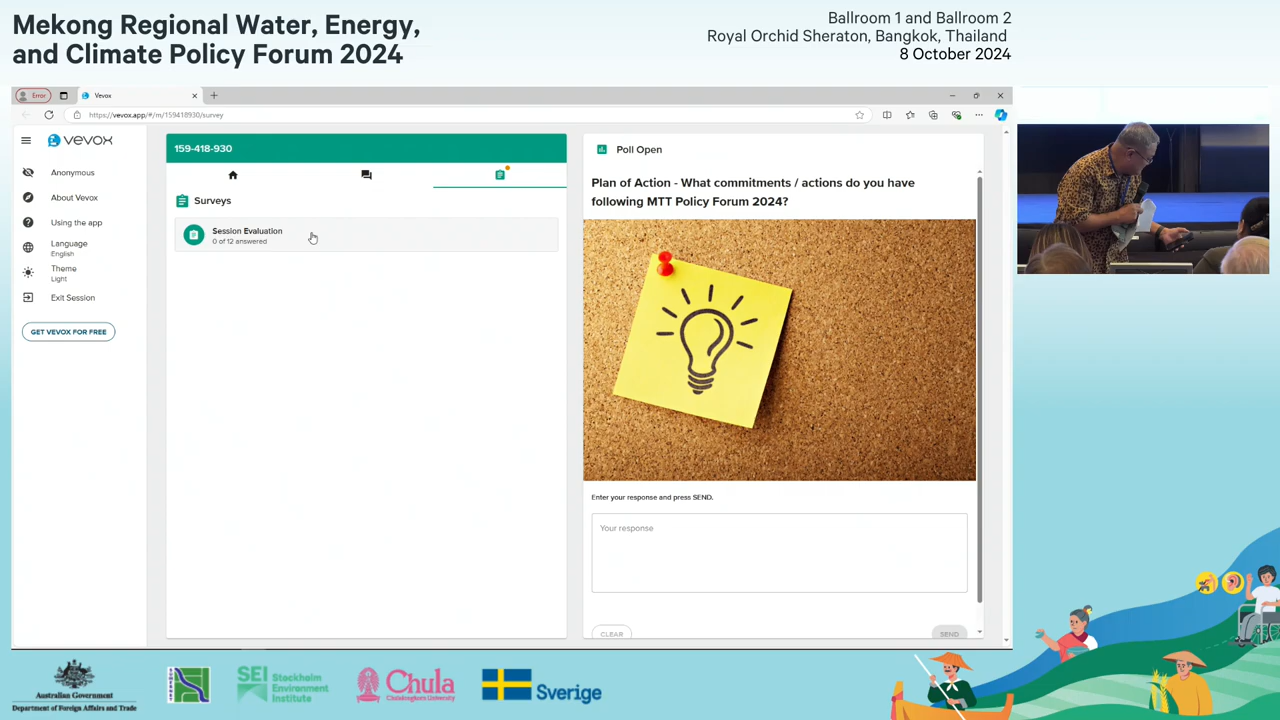 Mekong Regional Water, Energy,
and Climate Policy Forum 2024
Ballroom 1 and Ballroom 2
Royal Orchid Sheraton, Bangkok, Thailand
8 October 2024
Error
Vevox
https://vevox.app/#/m/159418930/survey
vevox
Anonymous
About Vevox
Using the app
Language
English
Theme
Light
Exit Session
GET VEVOX FOR FREE
159-418-930
Surveys
Session Evaluation
0 of 12 answered
Poll Open
Plan of Action - What commitments / actions do you have
following MTT Policy Forum 2024?
Enter your response and press SEND.
Your response
CLEAR
SEND
Australian Government
Department of Foreign Affairs and Trade
SEI Stockholm
Environment
Institute
Chula
Chulalongkorn University
Sverige